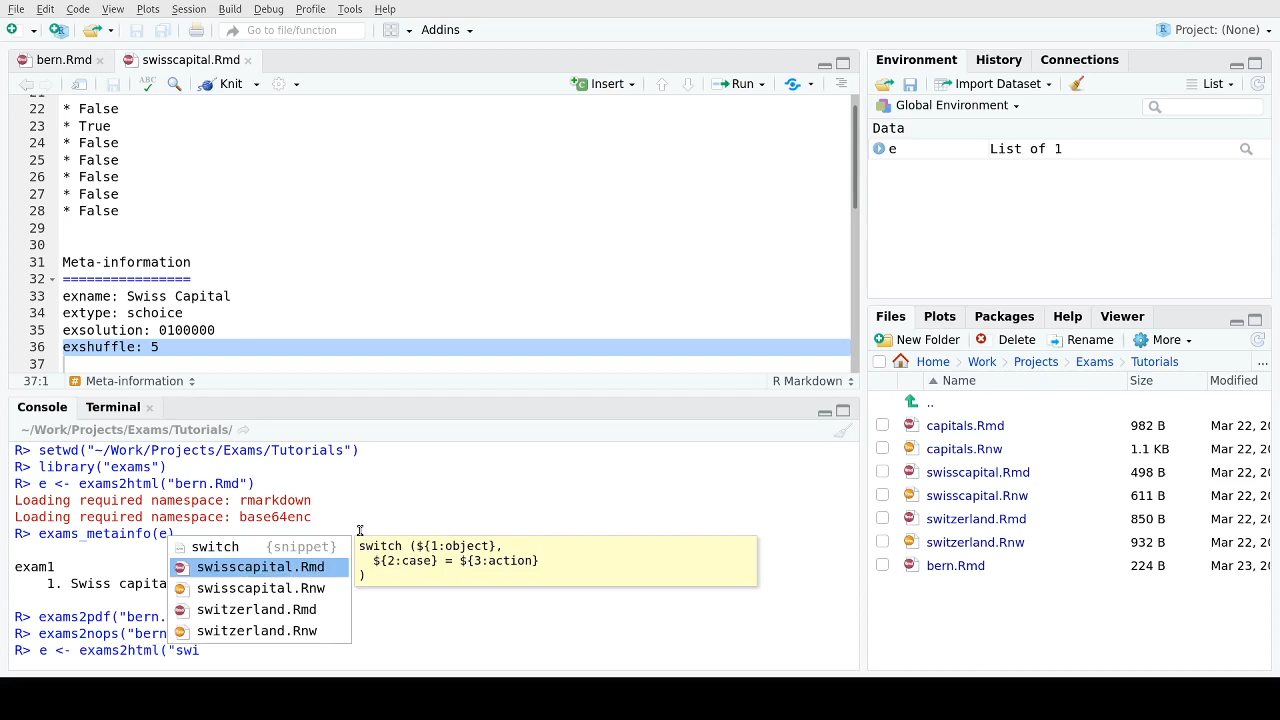 File Edit Code View Plots Session Build Debug Profile Tools Help
Go to file/function Addins Project: (None)
bern.Rmd swisscapital.Rmd
ABC Knit Insert Run
22 * False
23 * True
24 * False
25 * False
26 * False
27 * False
28 * False
29
30
31 Meta-information
32 ================
33 exname: Swiss Capital
34 extype: schoice
35 exsolution: 0100000
36 exshuffle: 5
37
37:1 # Meta-information R Markdown
Console Terminal
~/Work/Projects/Exams/Tutorials/
R> setwd("~/Work/Projects/Exams/Tutorials")
R> library("exams")
R> e <- exams2html("bern.Rmd")
Loading required namespace: rmarkdown
Loading required namespace: base64enc
R> exams_metainfo(e)
exam1
1. Swiss capita
R> exams2pdf("bern.
R> exams2nops("bern
R> e <- exams2html("swi
switch {snippet}
swisscapital.Rmd
swisscapital.Rnw
switzerland.Rmd
switzerland.Rnw
switch (${1:object},
${2:case} = ${3:action}
)
Environment History Connections
Import Dataset List
Global Environment
Data
e List of 1
Files Plots Packages Help Viewer
New Folder Delete Rename More
Home Work Projects Exams Tutorials ...
Name Size Modified
..
capitals.Rmd 982 B Mar 22, 20
capitals.Rnw 1.1 KB Mar 22, 20
swisscapital.Rmd 498 B Mar 22, 20
swisscapital.Rnw 611 B Mar 22, 20
switzerland.Rmd 850 B Mar 22, 20
switzerland.Rnw 932 B Mar 22, 20
bern.Rmd 224 B Mar 23, 20